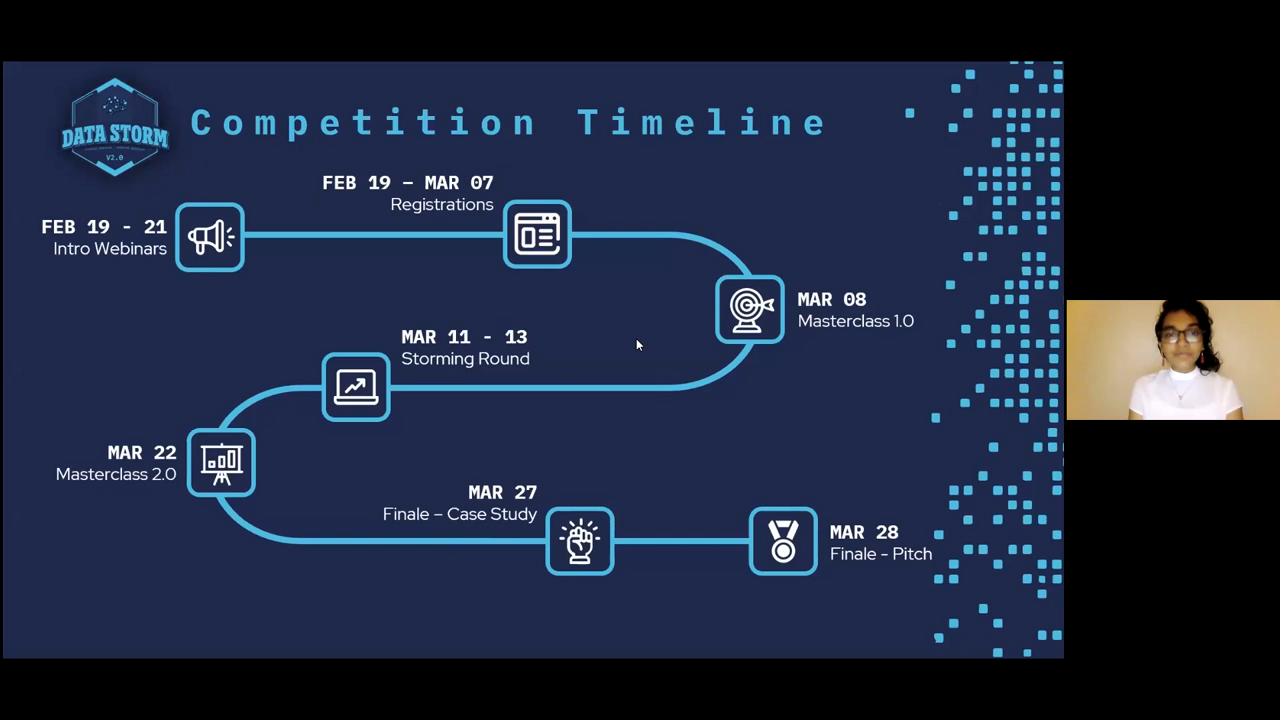 DATA STORM
V2.0
Competition Timeline
FEB 19 – MAR 07
Registrations
FEB 19 - 21
Intro Webinars
MAR 08
Masterclass 1.0
MAR 11 - 13
Storming Round
MAR 22
Masterclass 2.0
MAR 27
Finale – Case Study
MAR 28
Finale - Pitch